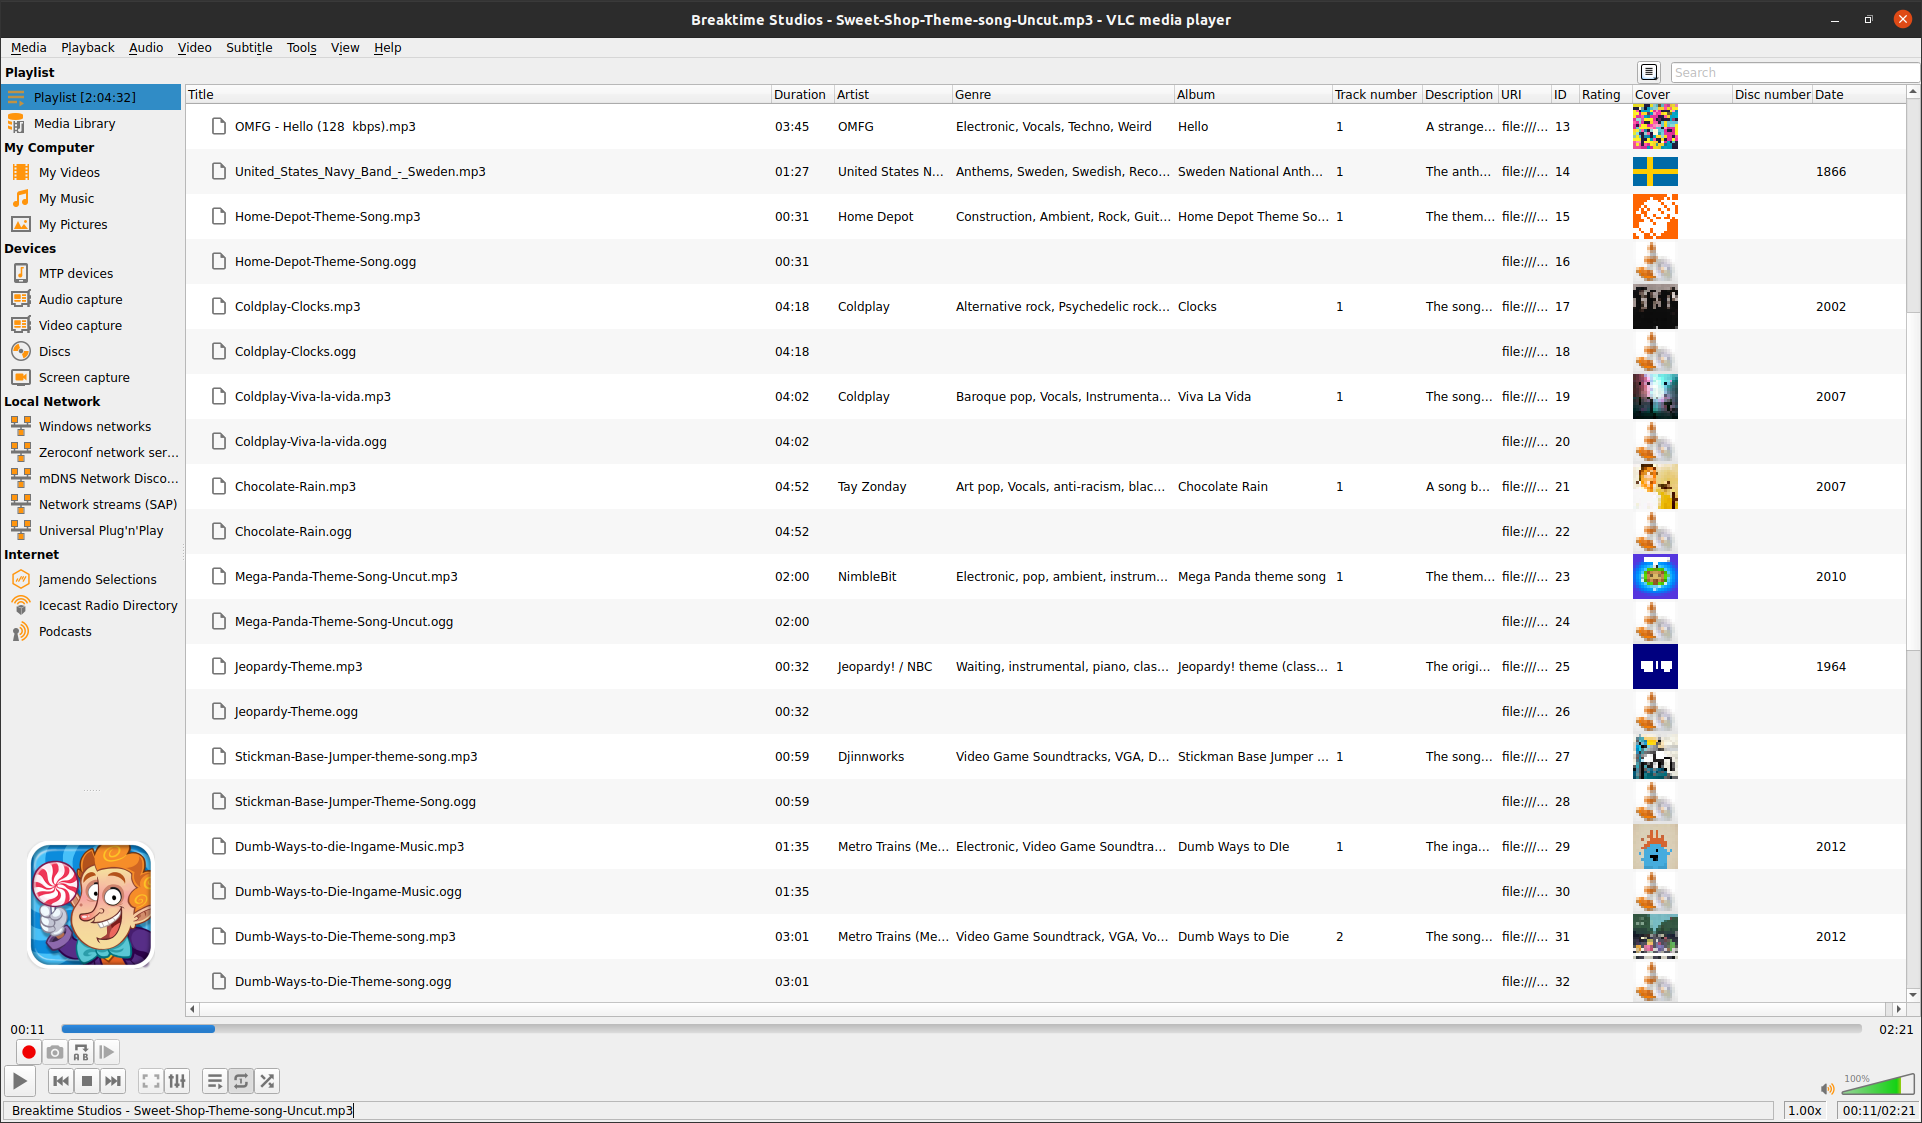 Breaktime Studios - Sweet-Shop-Theme-song-Uncut.mp3 - VLC media player
Media Playback Audio Video Subtitle Tools View Help
Playlist
Search
Playlist [2:04:32]
Media Library
My Computer
My Videos
My Music
My Pictures
Devices
MTP devices
Audio capture
Video capture
Discs
Screen capture
Local Network
Windows networks
Zeroconf network ser...
mDNS Network Disco...
Network streams (SAP)
Universal Plug'n'Play
Internet
Jamendo Selections
Icecast Radio Directory
Podcasts
Title Duration Artist Genre Album Track number Description URI ID Rating Cover Disc number Date
OMFG - Hello (128  kbps).mp3 03:45 OMFG Electronic, Vocals, Techno, Weird Hello 1 A strange... file:///... 13
United_States_Navy_Band_-_Sweden.mp3 01:27 United States N... Anthems, Sweden, Swedish, Reco... Sweden National Anth... 1 The anth... file:///... 14 1866
Home-Depot-Theme-Song.mp3 00:31 Home Depot Construction, Ambient, Rock, Guit... Home Depot Theme So... 1 The them... file:///... 15
Home-Depot-Theme-Song.ogg 00:31 file:///... 16
Coldplay-Clocks.mp3 04:18 Coldplay Alternative rock, Psychedelic rock... Clocks 1 The song... file:///... 17 2002
Coldplay-Clocks.ogg 04:18 file:///... 18
Coldplay-Viva-la-vida.mp3 04:02 Coldplay Baroque pop, Vocals, Instrumenta... Viva La Vida 1 The song... file:///... 19 2007
Coldplay-Viva-la-vida.ogg 04:02 file:///... 20
Chocolate-Rain.mp3 04:52 Tay Zonday Art pop, Vocals, anti-racism, blac... Chocolate Rain 1 A song b... file:///... 21 2007
Chocolate-Rain.ogg 04:52 file:///... 22
Mega-Panda-Theme-Song-Uncut.mp3 02:00 NimbleBit Electronic, pop, ambient, instrum... Mega Panda theme song 1 The them... file:///... 23 2010
Mega-Panda-Theme-Song-Uncut.ogg 02:00 file:///... 24
Jeopardy-Theme.mp3 00:32 Jeopardy! / NBC Waiting, instrumental, piano, clas... Jeopardy! theme (class... 1 The origi... file:///... 25 1964
Jeopardy-Theme.ogg 00:32 file:///... 26
Stickman-Base-Jumper-theme-song.mp3 00:59 Djinnworks Video Game Soundtracks, VGA, D... Stickman Base Jumper ... 1 The song... file:///... 27
Stickman-Base-Jumper-Theme-Song.ogg 00:59 file:///... 28
Dumb-Ways-to-die-Ingame-Music.mp3 01:35 Metro Trains (Me... Electronic, Video Game Soundtra... Dumb Ways to DIe 1 The inga... file:///... 29 2012
Dumb-Ways-to-Die-Ingame-Music.ogg 01:35 file:///... 30
Dumb-Ways-to-Die-Theme-song.mp3 03:01 Metro Trains (Me... Video Game Soundtrack, VGA, Vo... Dumb Ways to Die 2 The song... file:///... 31 2012
Dumb-Ways-to-Die-Theme-song.ogg 03:01 file:///... 32
00:11 02:21
A B
100%
Breaktime Studios - Sweet-Shop-Theme-song-Uncut.mp3 1.00x 00:11/02:21